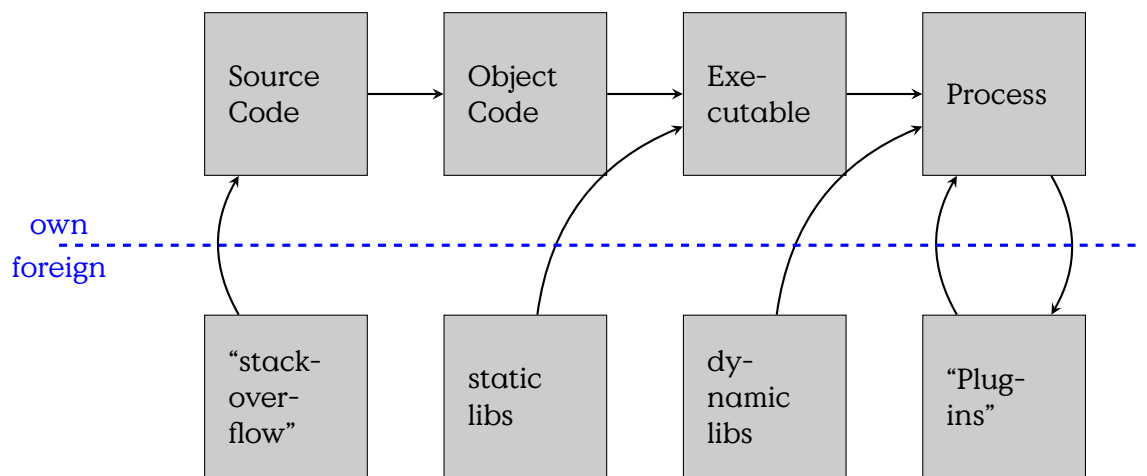 Source
Code
Object
Code
Exe-
cutable
Process
own
foreign
“stack-
over-
flow”
static
libs
dy-
namic
libs
“Plug-
ins”